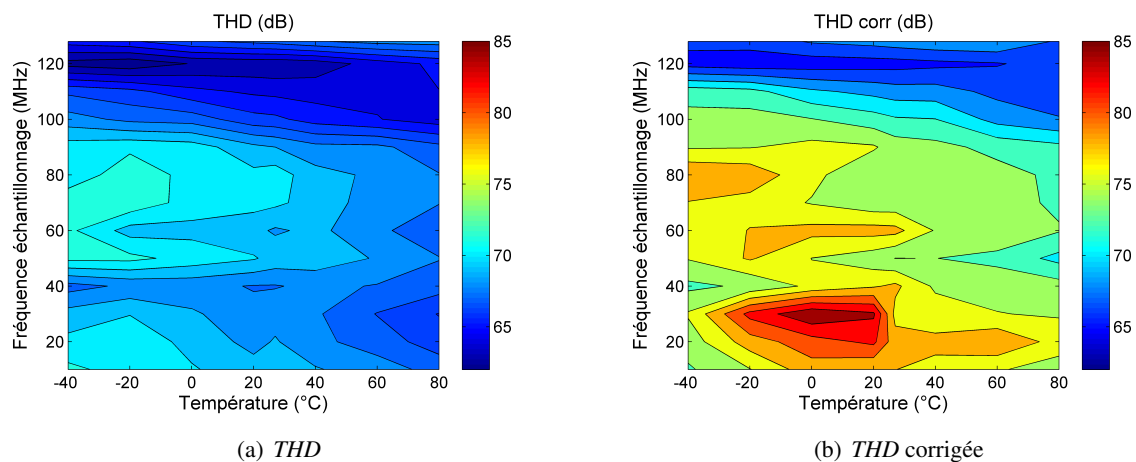 THD (dB)
120
100
80
60
40
20
Fréquence échantillonnage (MHz)
-40 -20 0 20 40 60 80
Température (°C)
85
80
75
70
65
(a) THD
THD corr (dB)
120
100
80
60
40
20
Fréquence échantillonnage (MHz)
-40 -20 0 20 40 60 80
Température (°C)
85
80
75
70
65
(b) THD corrigée